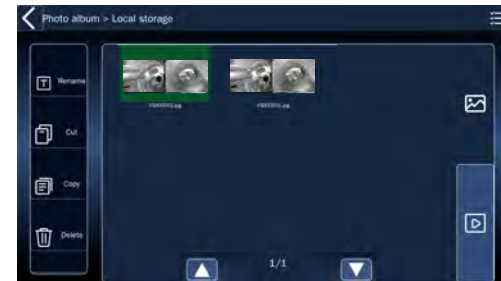 Photo album > Local storage
Rename
Cut
Copy
Delete
1/1